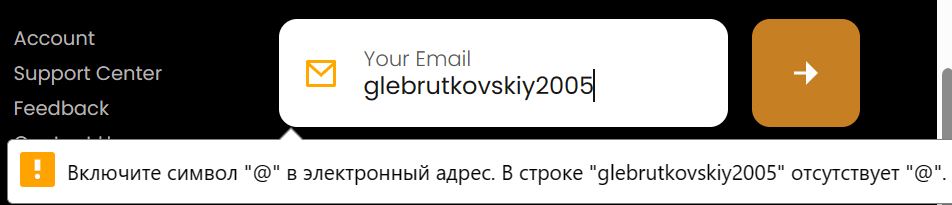 Account
Support Center
Feedback
Your Email
glebrutkovskiy2005
Включите символ "@" в электронный адрес. В строке "glebrutkovskiy2005" отсутствует "@".